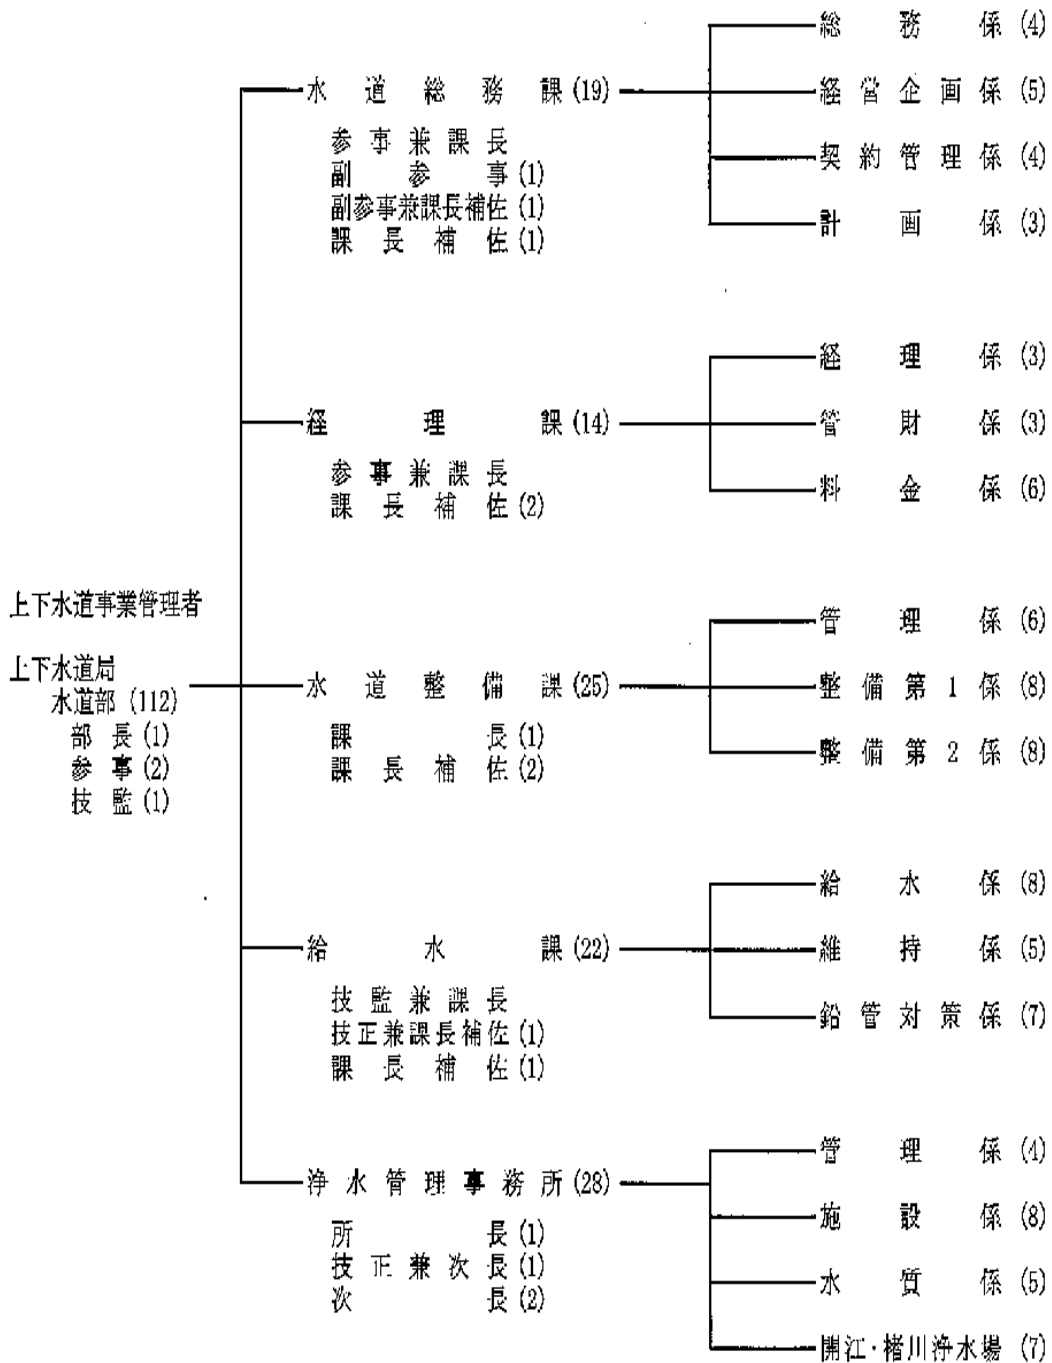 上下水道事業管理者
上下水道局
水道部 (112)
部長 (1)
参事 (2)
技監 (1)
水道総務課 (19)
参事兼課長
副参事 (1)
副参事兼課長補佐 (1)
課長補佐 (1)
総務係 (4)
経営企画係 (5)
契約管理係 (4)
計画係 (3)
経理課 (14)
参事兼課長
課長補佐 (2)
経理係 (3)
管財係 (3)
料金係 (6)
水道整備課 (25)
課長 (1)
課長補佐 (2)
管理係 (6)
整備第1係 (8)
整備第2係 (8)
給水課 (22)
技監兼課長
技正兼課長補佐 (1)
課長補佐 (1)
給水係 (8)
維持係 (5)
鉛管対策係 (7)
浄水管理事務所 (28)
所長 (1)
技正兼次長 (1)
次長 (2)
管理係 (4)
施設係 (8)
水質係 (5)
開江・楮川浄水場 (7)